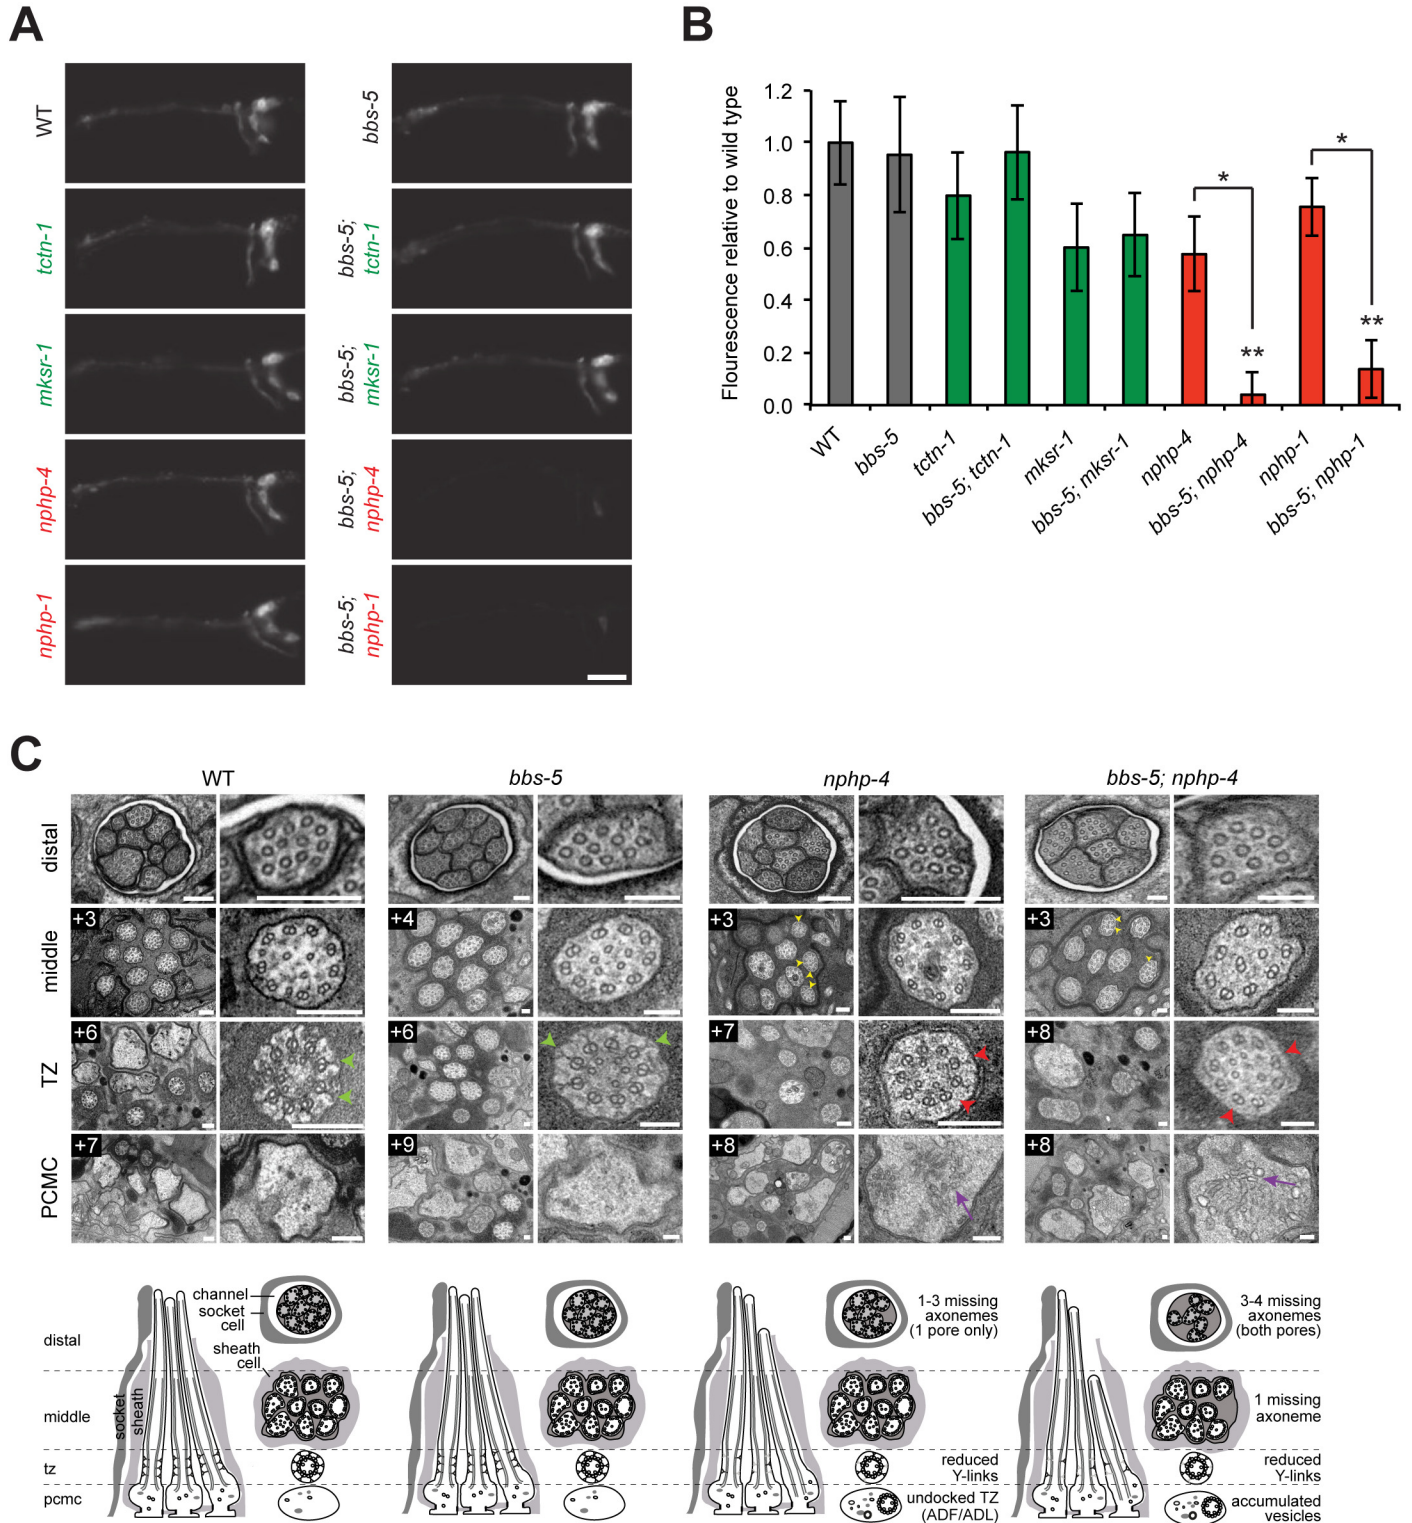 A
WT
bbs-5
tctn-1
bbs-5;
tctn-1
mksr-1
bbs-5;
mksr-1
nphp-4
bbs-5;
nphp-4
nphp-1
bbs-5;
nphp-1
B
Flourescence relative to wild type
1.2
1.0
0.8
0.6
0.4
0.2
0.0
*
**
*
**
WT
bbs-5
tctn-1
bbs-5; tctn-1
mksr-1
bbs-5; mksr-1
nphp-4
bbs-5; nphp-4
nphp-1
bbs-5; nphp-1
C
WT
bbs-5
nphp-4
bbs-5; nphp-4
distal
middle
+3
+4
+3
+3
TZ
+6
+6
+7
+8
PCMC
+7
+9
+8
+8
channel
socket
cell
sheath
cell
socket
sheath
distal
middle
tz
pcmc
1-3 missing
axonemes
(1 pore only)
reduced
Y-links
undocked TZ
(ADF/ADL)
3-4 missing
axonemes
(both pores)
1 missing
axoneme
reduced
Y-links
accumulated
vesicles